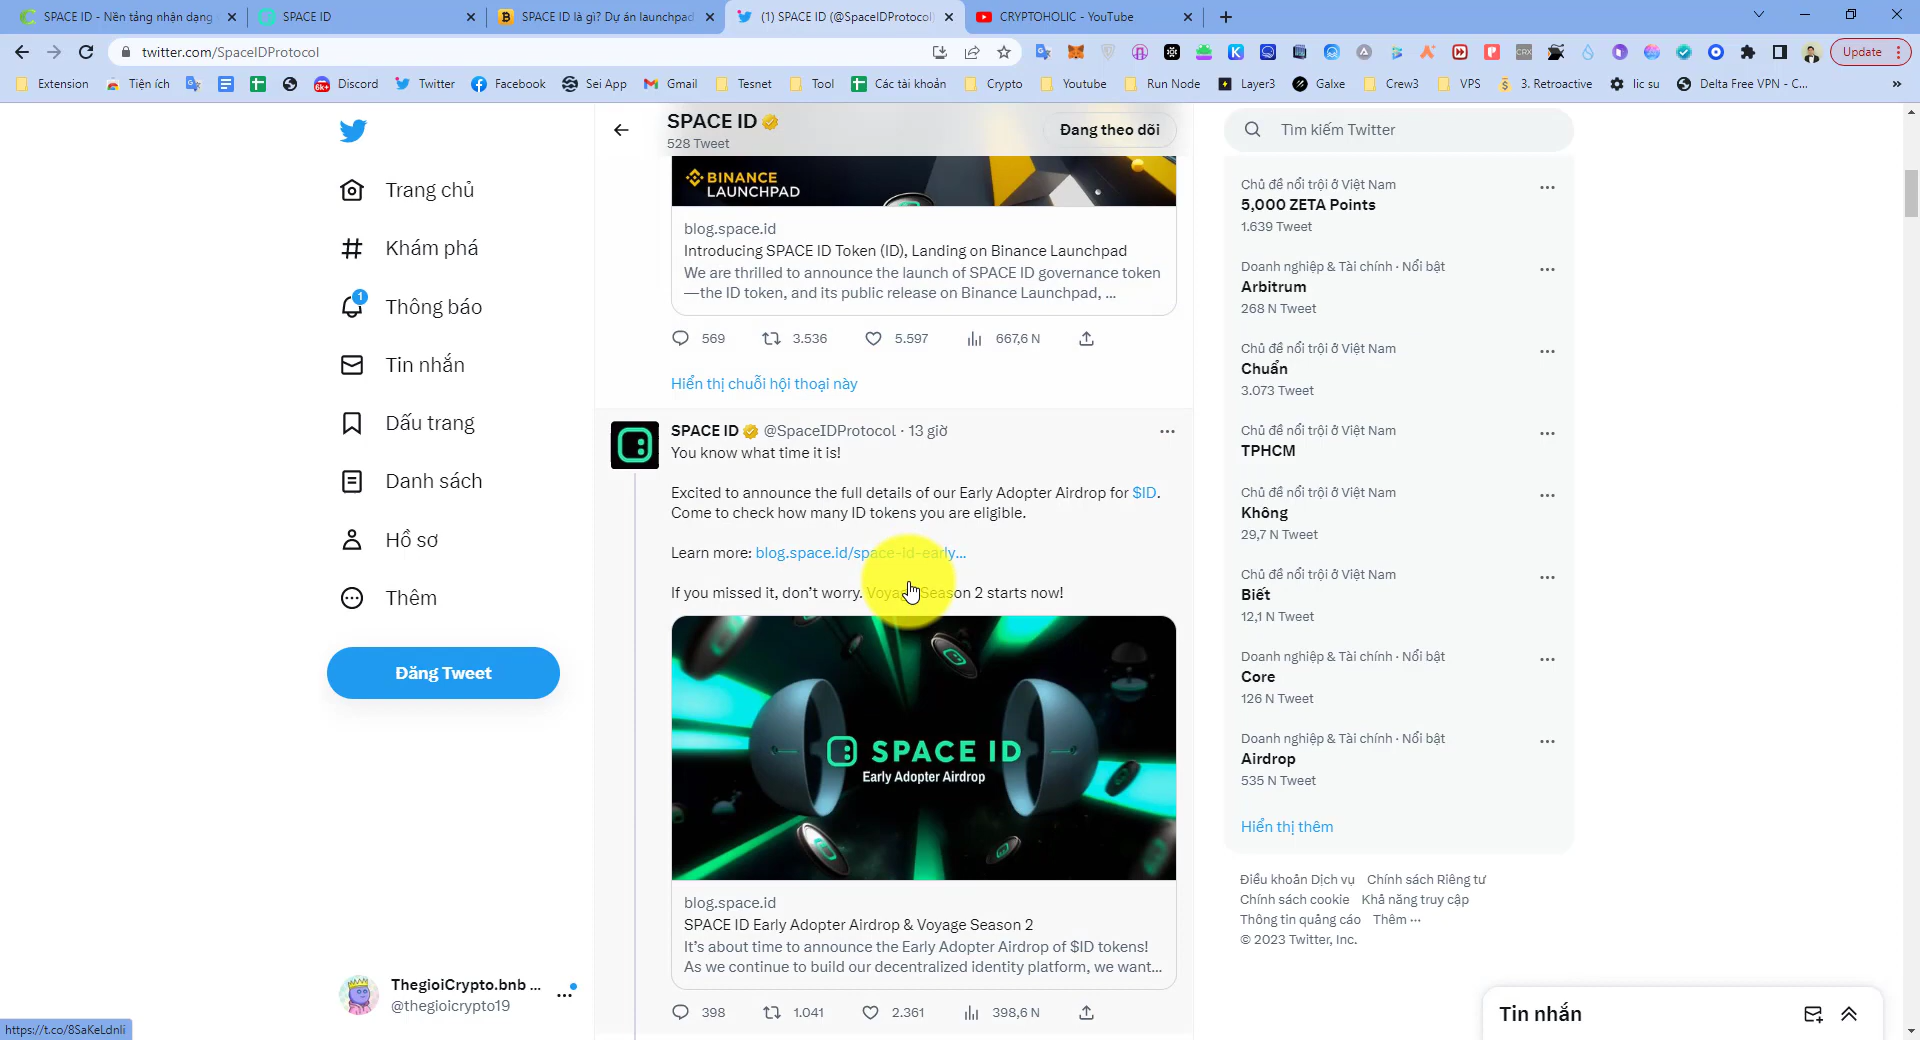 SPACE ID - Nền tảng nhận dạng
SPACE ID
SPACE ID là gì? Dự án launchpad
(1) SPACE ID (@SpaceIDProtocol)
CRYPTOHOLIC - YouTube
twitter.com/SpaceIDProtocol
Update
Extension
Tiện ích
6k+
Discord
Twitter
Facebook
Sei App
Gmail
Tesnet
Tool
Các tài khoản
Crypto
Youtube
Run Node
Layer3
Galxe
Crew3
VPS
3. Retroactive
lic su
Delta Free VPN - C...
Trang chủ
Khám phá
1
Thông báo
Tin nhắn
Dấu trang
Danh sách
Hồ sơ
Thêm
Đăng Tweet
ThegioiCrypto.bnb ...
@thegioicrypto19
https://t.co/8SaKeLdnli
SPACE ID
528 Tweet
Đang theo dõi
BINANCE
LAUNCHPAD
blog.space.id
Introducing SPACE ID Token (ID), Landing on Binance Launchpad
We are thrilled to announce the launch of SPACE ID governance token
—the ID token, and its public release on Binance Launchpad, ...
569 3.536 5.597 667,6 N
Hiển thị chuỗi hội thoại này
SPACE ID @SpaceIDProtocol · 13 giờ
You know what time it is!
Excited to announce the full details of our Early Adopter Airdrop for $ID.
Come to check how many ID tokens you are eligible.
Learn more: blog.space.id/space-id-early...
If you missed it, don’t worry. Voyage Season 2 starts now!
SPACE ID
Early Adopter Airdrop
blog.space.id
SPACE ID Early Adopter Airdrop & Voyage Season 2
It’s about time to announce the Early Adopter Airdrop of $ID tokens!
As we continue to build our decentralized identity platform, we want...
398 1.041 2.361 398,6 N
Tìm kiếm Twitter
Chủ đề nổi trội ở Việt Nam
5,000 ZETA Points
1.639 Tweet
Doanh nghiệp & Tài chính · Nổi bật
Arbitrum
268 N Tweet
Chủ đề nổi trội ở Việt Nam
Chuẩn
3.073 Tweet
Chủ đề nổi trội ở Việt Nam
TPHCM
Chủ đề nổi trội ở Việt Nam
Không
29,7 N Tweet
Chủ đề nổi trội ở Việt Nam
Biết
12,1 N Tweet
Doanh nghiệp & Tài chính · Nổi bật
Core
126 N Tweet
Doanh nghiệp & Tài chính · Nổi bật
Airdrop
535 N Tweet
Hiển thị thêm
Điều khoản Dịch vụ Chính sách Riêng tư
Chính sách cookie Khả năng truy cập
Thông tin quảng cáo Thêm ···
© 2023 Twitter, Inc.
Tin nhắn